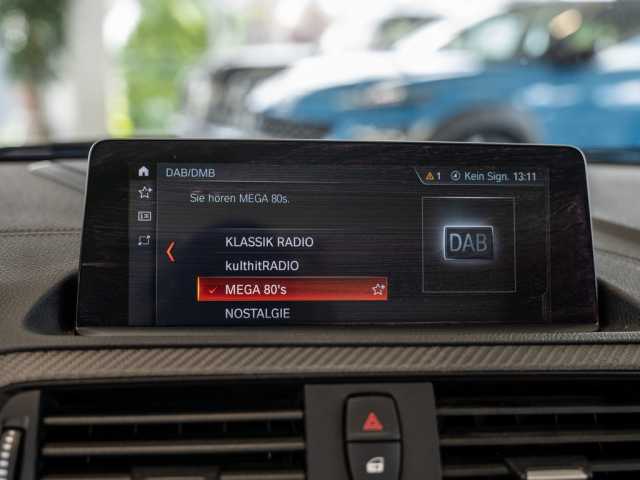 DAB/DMB
1 Kein Sign. 13:11
Sie hören MEGA 80s.
KLASSIK RADIO
kulthitRADIO
MEGA 80's
NOSTALGIE
DAB